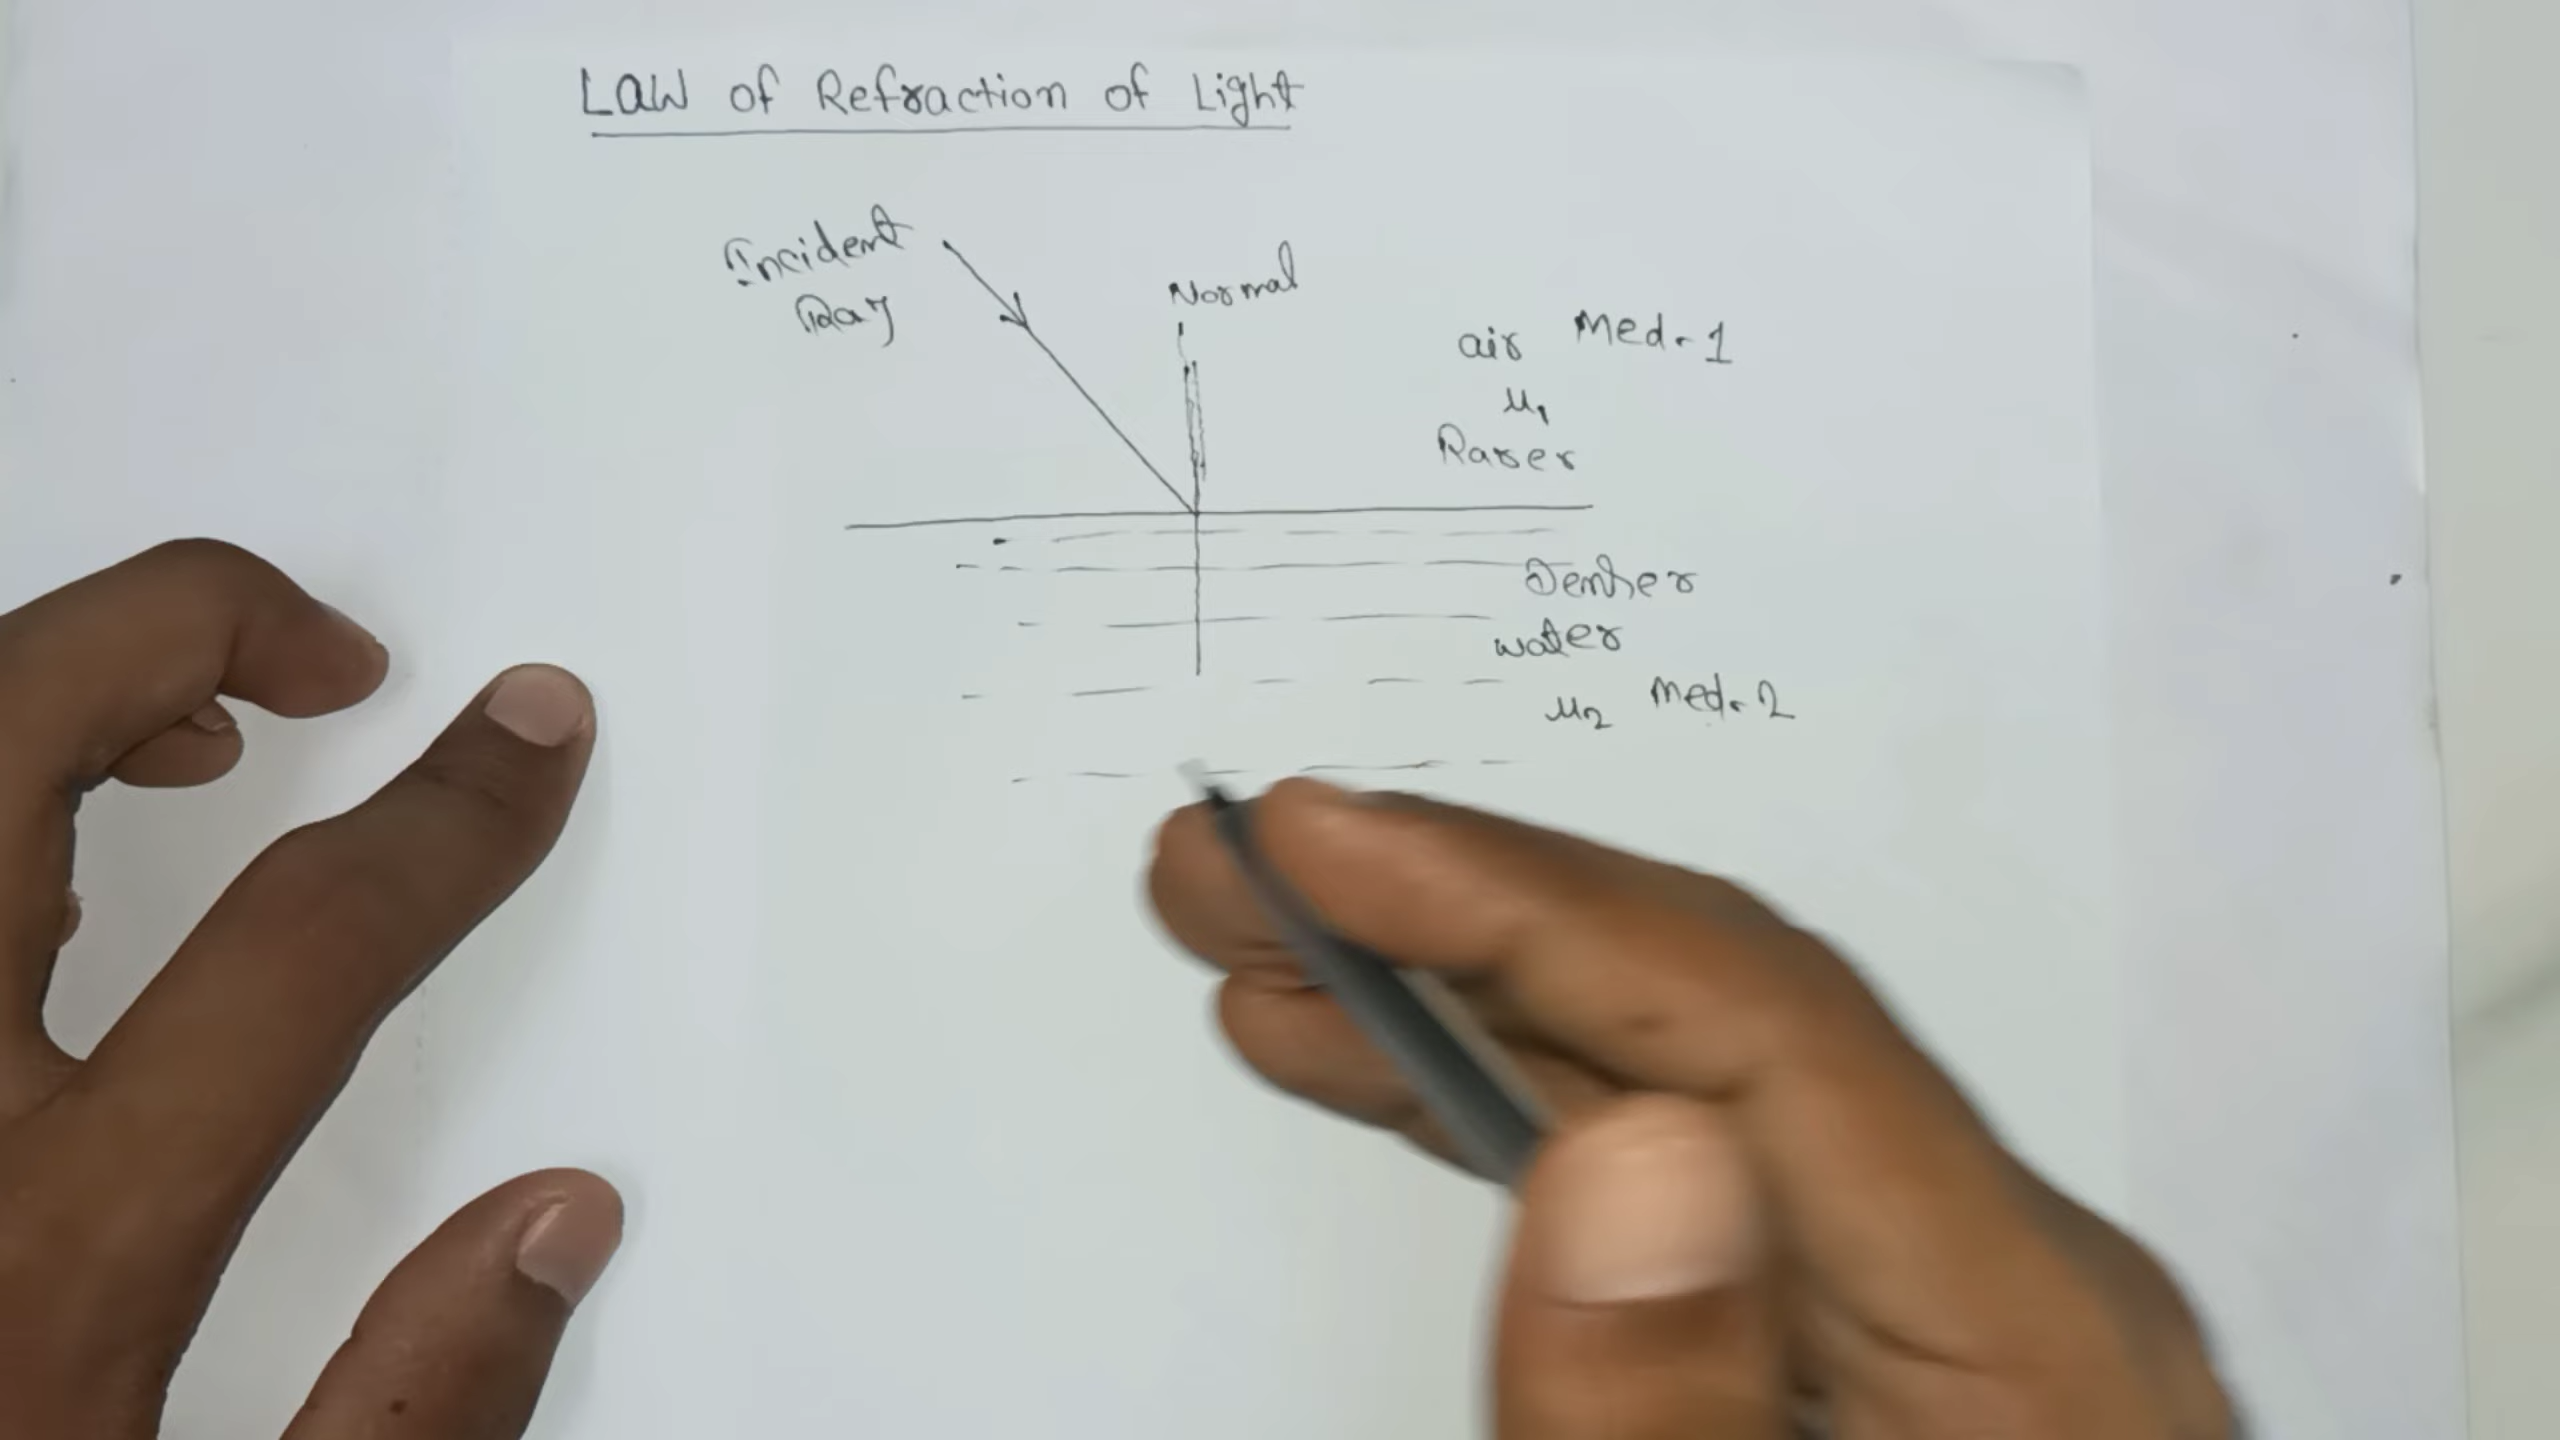 Law of Refraction of Light
Incident
Ray
Normal
air Med. 1
μ1
Rarer
Denser
water
μ2 Med. 2